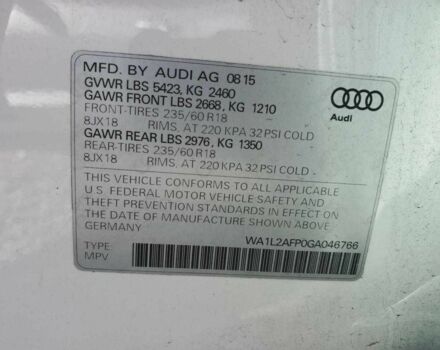 MFD. BY AUDI AG 08 15
GVWR LBS 5423, KG 2460
GAWR FRONT LBS 2668, KG 1210
FRONT-TIRES 235/60 R18
8JX18 RIMS, AT 220 KPA 32 PSI COLD
GAWR REAR LBS 2976, KG 1350
REAR-TIRES 235/60 R18
8JX18 RIMS, AT 220 KPA 32 PSI COLD
Audi
THIS VEHICLE CONFORMS TO ALL APPLICABLE
U.S. FEDERAL MOTOR VEHICLE SAFETY AND
THEFT PREVENTION STANDARDS IN EFFECT ON
THE DATE OF MANUFACTURE SHOWN ABOVE
GERMANY
TYPE:
MPV
WA1L2AFP0GA046766